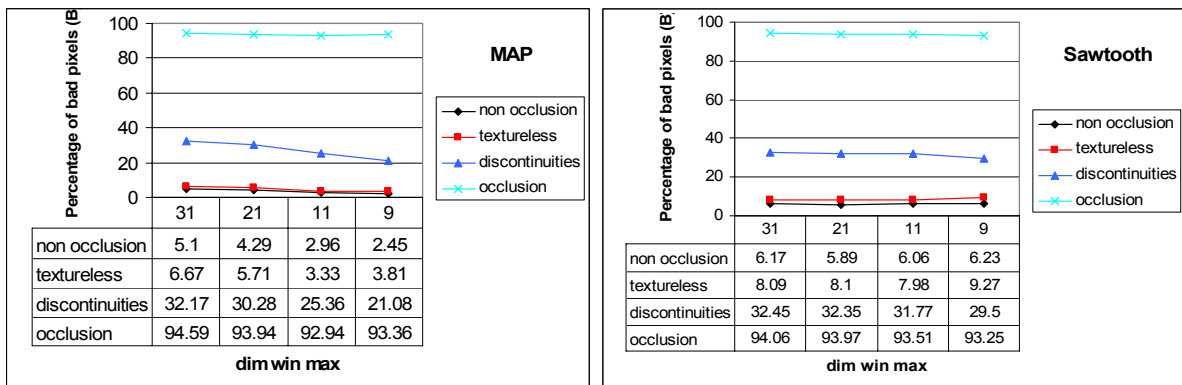 Percentage of bad pixels (B
100
80
60
40
20
0
MAP
non occlusion
textureless
discontinuities
occlusion
31 21 11 9
non occlusion 5.1 4.29 2.96 2.45
textureless 6.67 5.71 3.33 3.81
discontinuities 32.17 30.28 25.36 21.08
occlusion 94.59 93.94 92.94 93.36
dim win max
Percentage of bad pixels (B
100
80
60
40
20
0
Sawtooth
non occlusion
textureless
discontinuities
occlusion
31 21 11 9
non occlusion 6.17 5.89 6.06 6.23
textureless 8.09 8.1 7.98 9.27
discontinuities 32.45 32.35 31.77 29.5
occlusion 94.06 93.97 93.51 93.25
dim win max